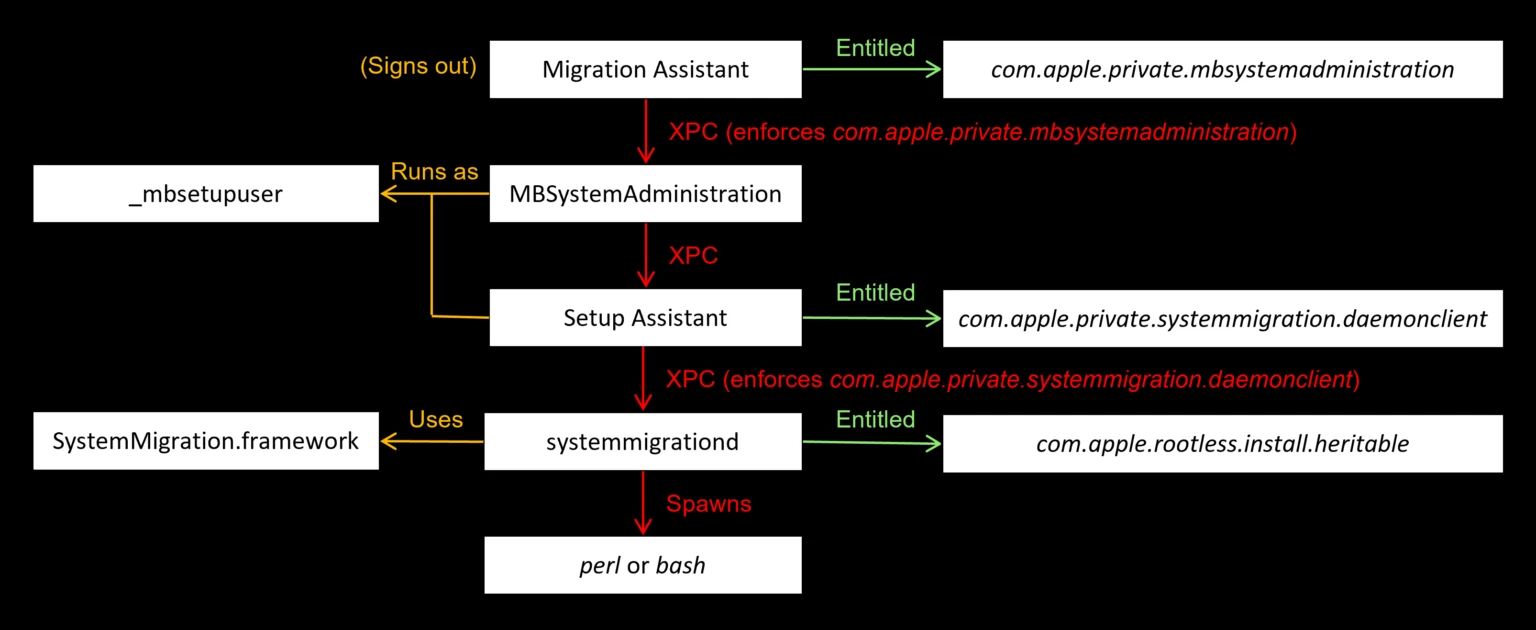 (Signs out)
Migration Assistant
Entitled
com.apple.private.mbsystemadministration
XPC (enforces com.apple.private.mbsystemadministration)
_mbsetupuser
Runs as
MBSystemAdministration
XPC
Setup Assistant
Entitled
com.apple.private.systemmigration.daemonclient
XPC (enforces com.apple.private.systemmigration.daemonclient)
SystemMigration.framework
Uses
systemmigrationd
Entitled
com.apple.rootless.install.heritable
Spawns
perl or bash